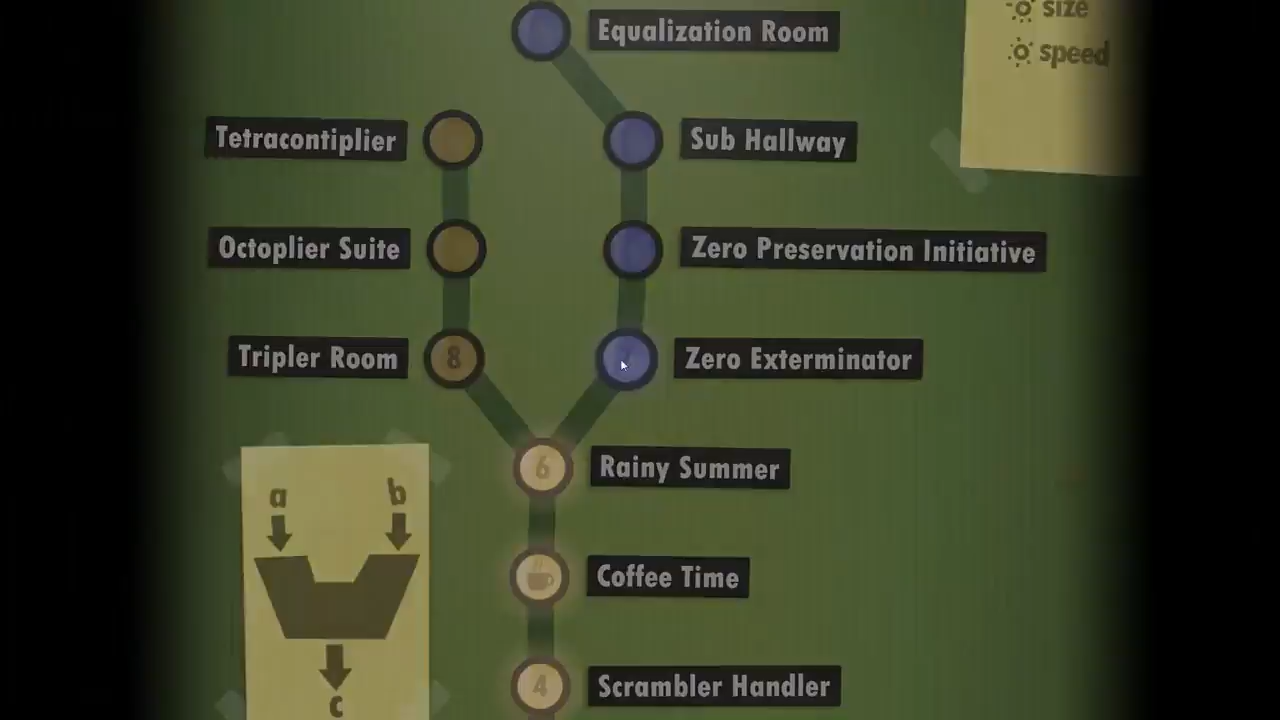 size
Equalization Room
speed
Tetracontiplier
Sub Hallway
Octoplier Suite
Zero Preservation Initiative
Tripler Room
8
Zero Exterminator
6
Rainy Summer
a
b
Coffee Time
4
Scrambler Handler
c